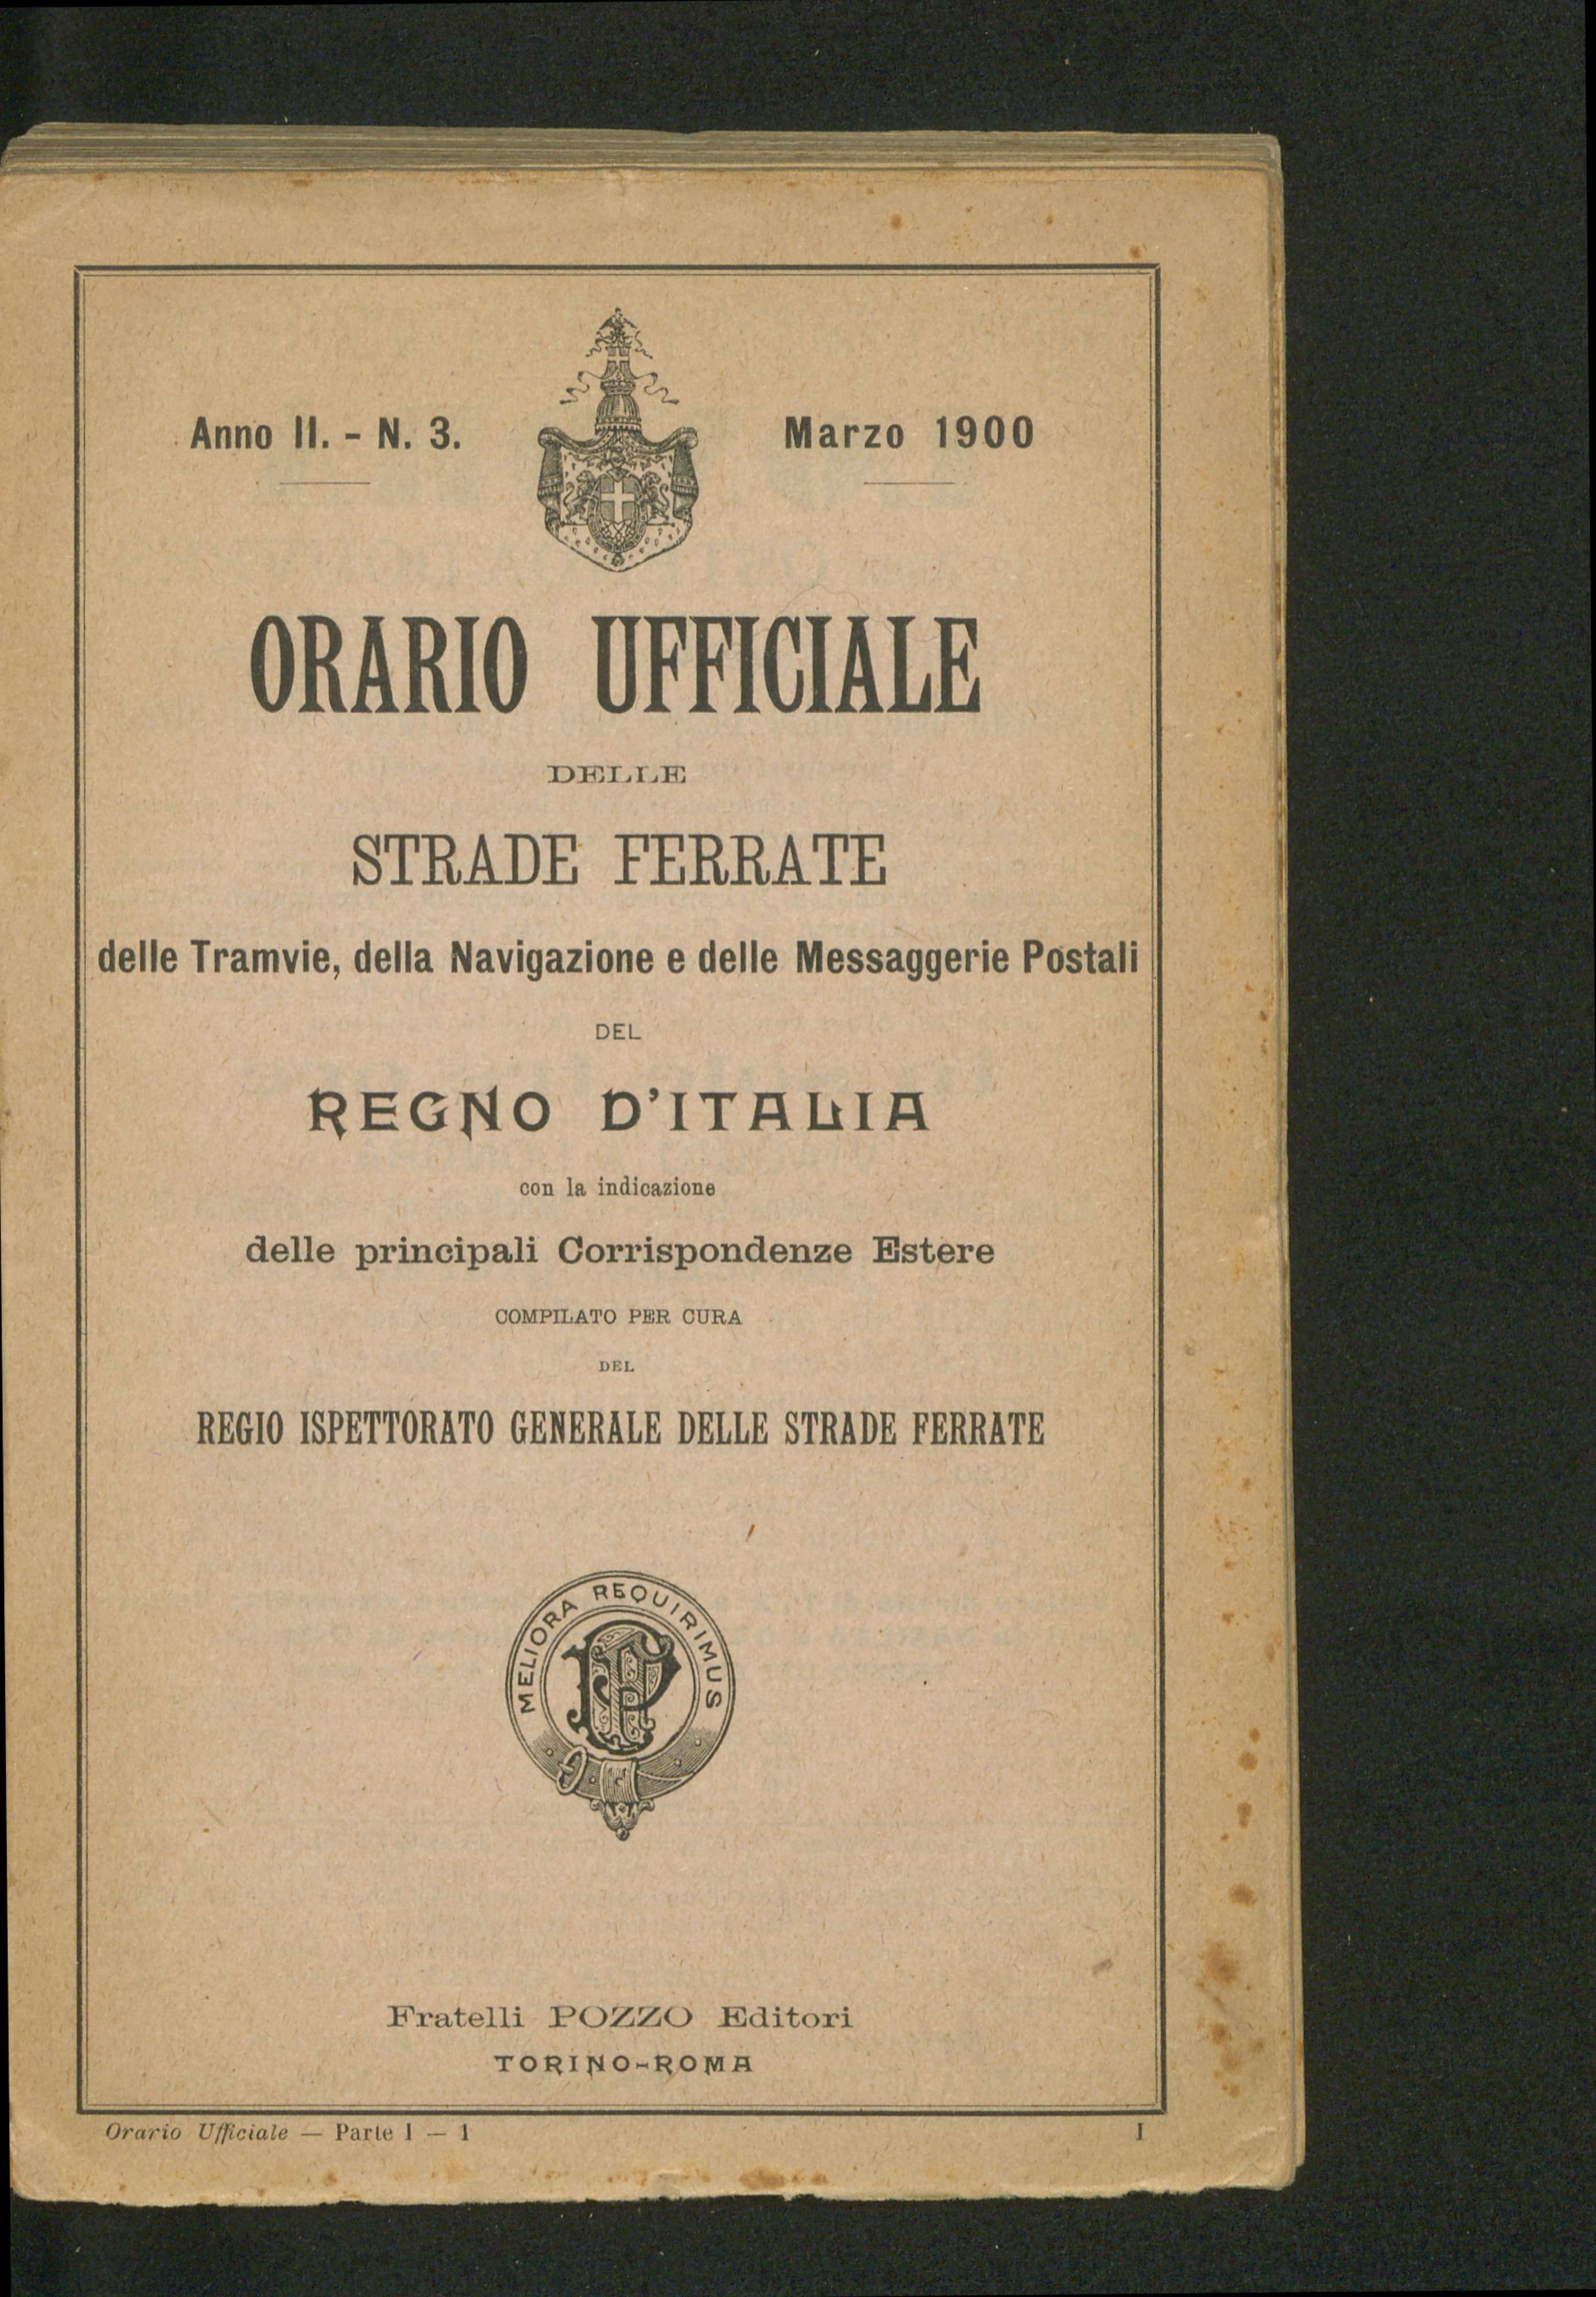 Anno II. - N. 3.
Marzo 1900
ORARIO UFFICIALE
DELLE
STRADE FERRATE
delle Tramvie, della Navigazione e delle Messaggerie Postali
DEL
REGNO D'ITALIA
con la indicazione
delle principali Corrispondenze Estere
COMPILATO PER CURA
DEL
REGIO ISPETTORATO GENERALE DELLE STRADE FERRATE
MELIORA REQUIRIMUS
FP
Fratelli POZZO Editori
TORINO-ROMA
Orario Ufficiale — Parte I — 1
I